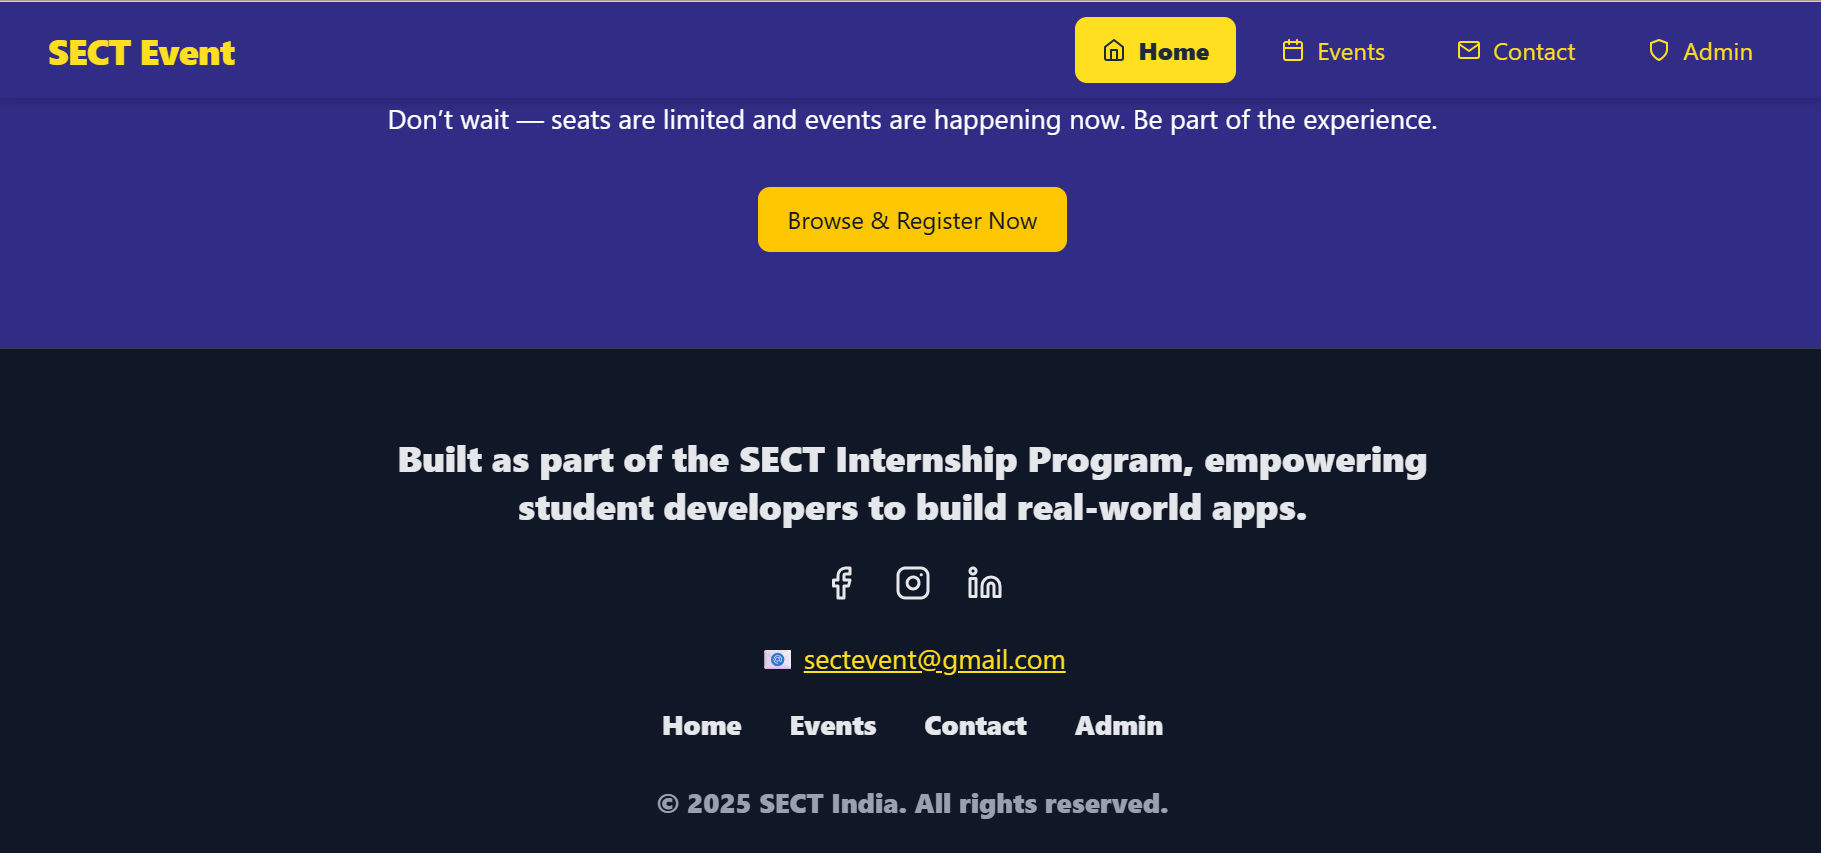 SECT Event
Home
Events
Contact
Admin
Don’t wait — seats are limited and events are happening now. Be part of the experience.
Browse & Register Now
Built as part of the SECT Internship Program, empowering
student developers to build real-world apps.
sectevent@gmail.com
Home Events Contact Admin
© 2025 SECT India. All rights reserved.